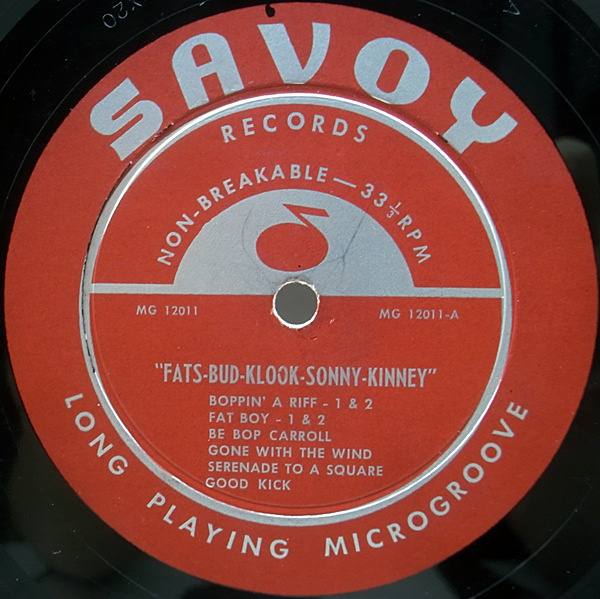 SAVOY
RECORDS
NON-BREAKABLE — 33⅓ RPM
MG 12011
MG 12011-A
"FATS-BUD-KLOOK-SONNY-KINNEY"
BOPPIN' A RIFF - 1 & 2
FAT BOY - 1 & 2
BE BOP CARROLL
GONE WITH THE WIND
SERENADE TO A SQUARE
GOOD KICK
LONG PLAYING MICROGROOVE